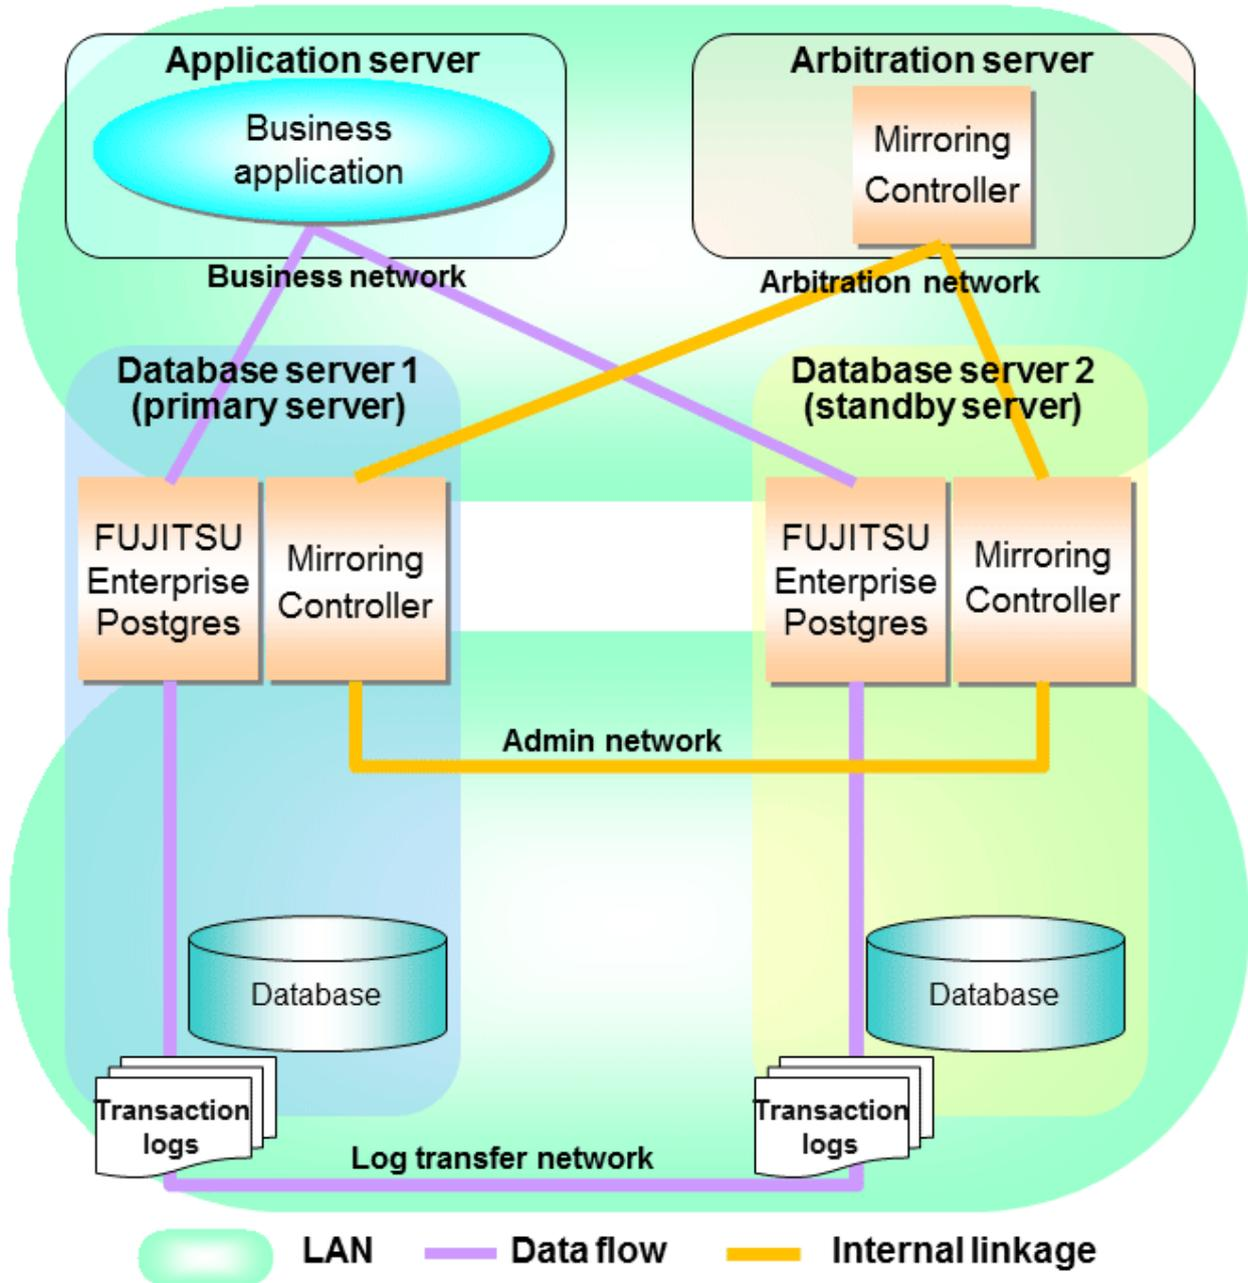 Application server
Business
application
Arbitration server
Mirroring
Controller
Business network
Arbitration network
Database server 1
(primary server)
Database server 2
(standby server)
FUJITSU
Enterprise
Postgres
Mirroring
Controller
FUJITSU
Enterprise
Postgres
Mirroring
Controller
Admin network
Database
Database
Transaction
logs
Transaction
logs
Log transfer network
LAN
Data flow
Internal linkage